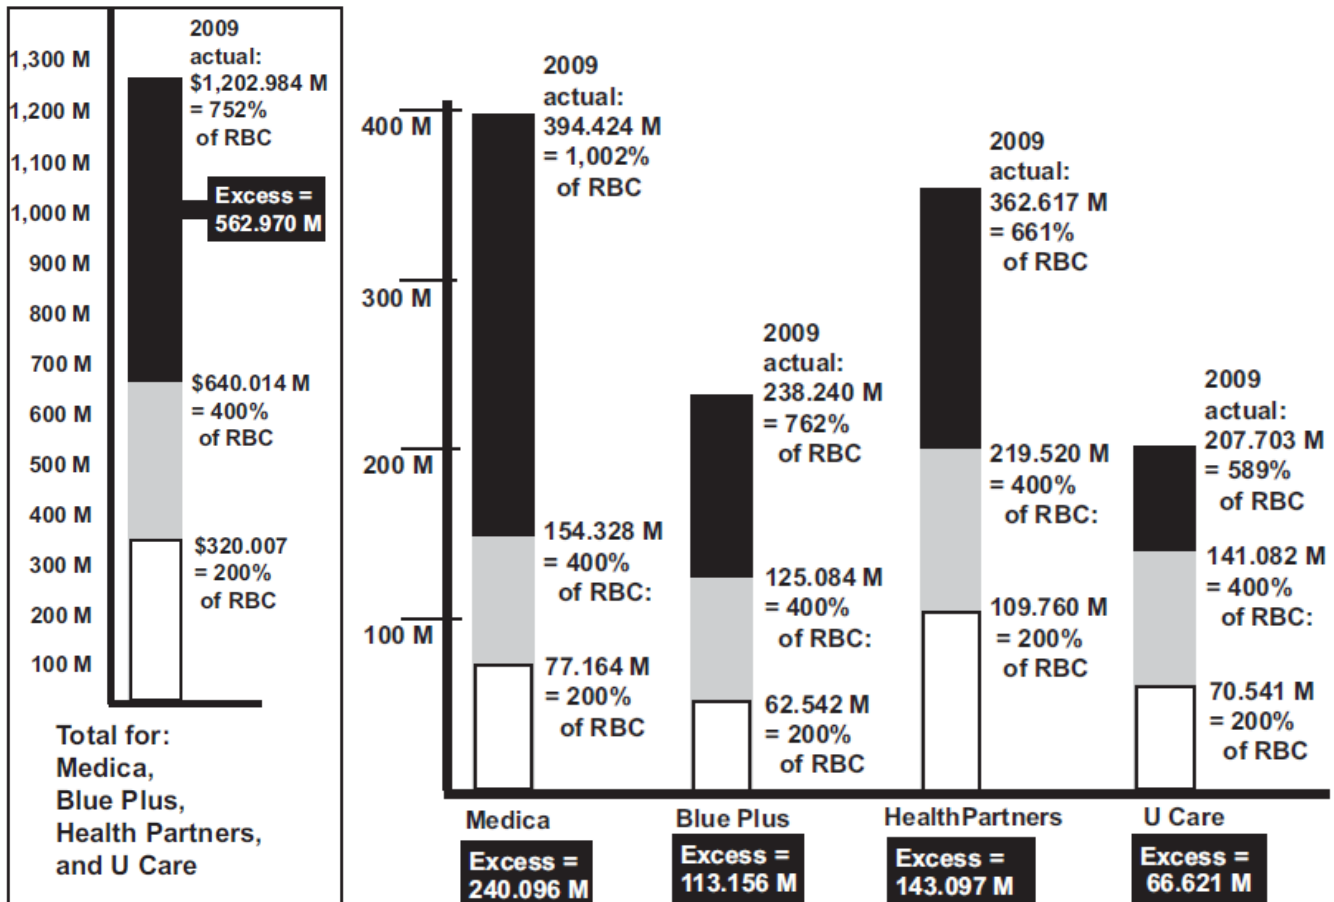 1,300 M
1,200 M
1,100 M
1,000 M
900 M
800 M
700 M
600 M
500 M
400 M
300 M
200 M
100 M
2009
actual:
$1,202.984 M
= 752%
of RBC
Excess =
562.970 M
$640.014 M
= 400%
of RBC
$320.007
= 200%
of RBC
Total for:
Medica,
Blue Plus,
Health Partners,
and U Care
400 M
300 M
200 M
100 M
2009
actual:
394.424 M
= 1,002%
of RBC
154.328 M
= 400%
of RBC:
77.164 M
= 200%
of RBC
Medica
Excess =
240.096 M
2009
actual:
238.240 M
= 762%
of RBC
125.084 M
= 400%
of RBC:
62.542 M
= 200%
of RBC
Blue Plus
Excess =
113.156 M
2009
actual:
362.617 M
= 661%
of RBC
219.520 M
= 400%
of RBC:
109.760 M
= 200%
of RBC
HealthPartners
Excess =
143.097 M
2009
actual:
207.703 M
= 589%
of RBC
141.082 M
= 400%
of RBC:
70.541 M
= 200%
of RBC
U Care
Excess =
66.621 M